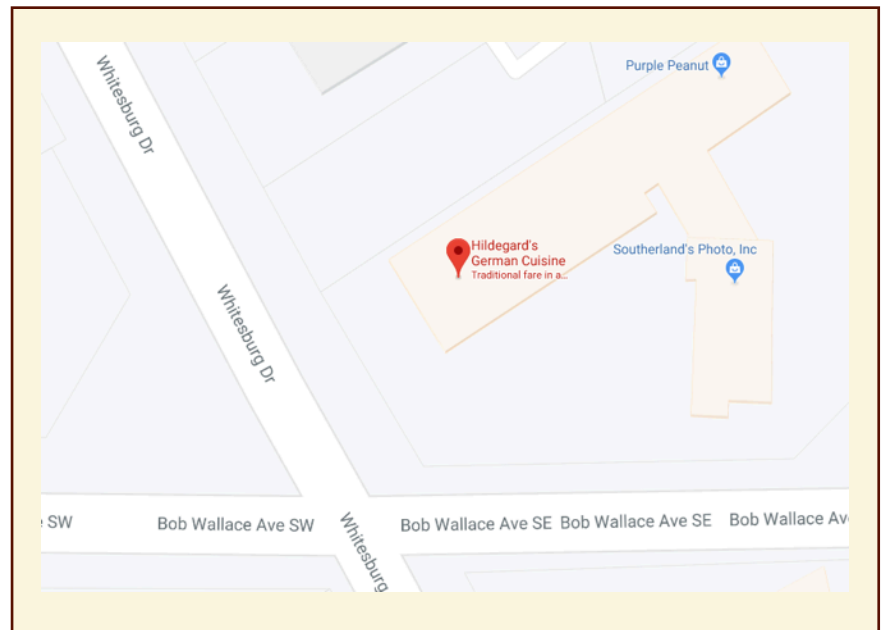 Purple Peanut
Whitesburg Dr
Hildegard's
German Cuisine
Traditional fare in a...
Southerland's Photo, Inc
Whitesburg Dr
SW
Bob Wallace Ave SW
Whitesburg
Bob Wallace Ave SE
Bob Wallace Ave SE
Bob Wallace Av